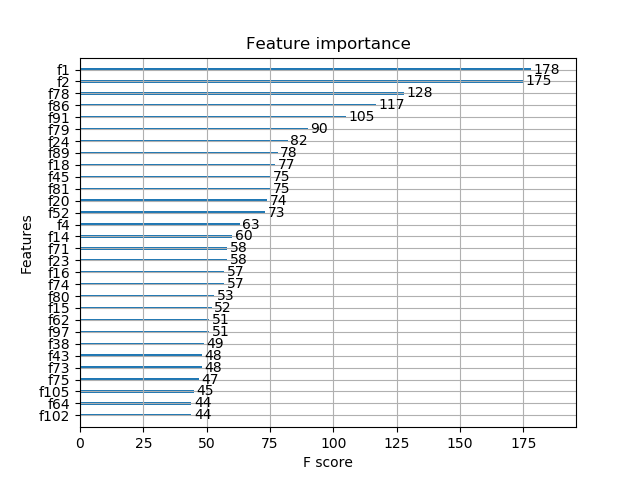 Feature importance
f1 178
f2 175
f78 128
f86 117
f91 105
f79 90
f24 82
f89 78
f18 77
f45 75
f81 75
f20 74
f52 73
f4 63
f14 60
f71 58
f23 58
f16 57
f74 57
f80 53
f15 52
f62 51
f97 51
f38 49
f43 48
f73 48
f75 47
f105 45
f64 44
f102 44
Features
0 25 50 75 100 125 150 175
F score